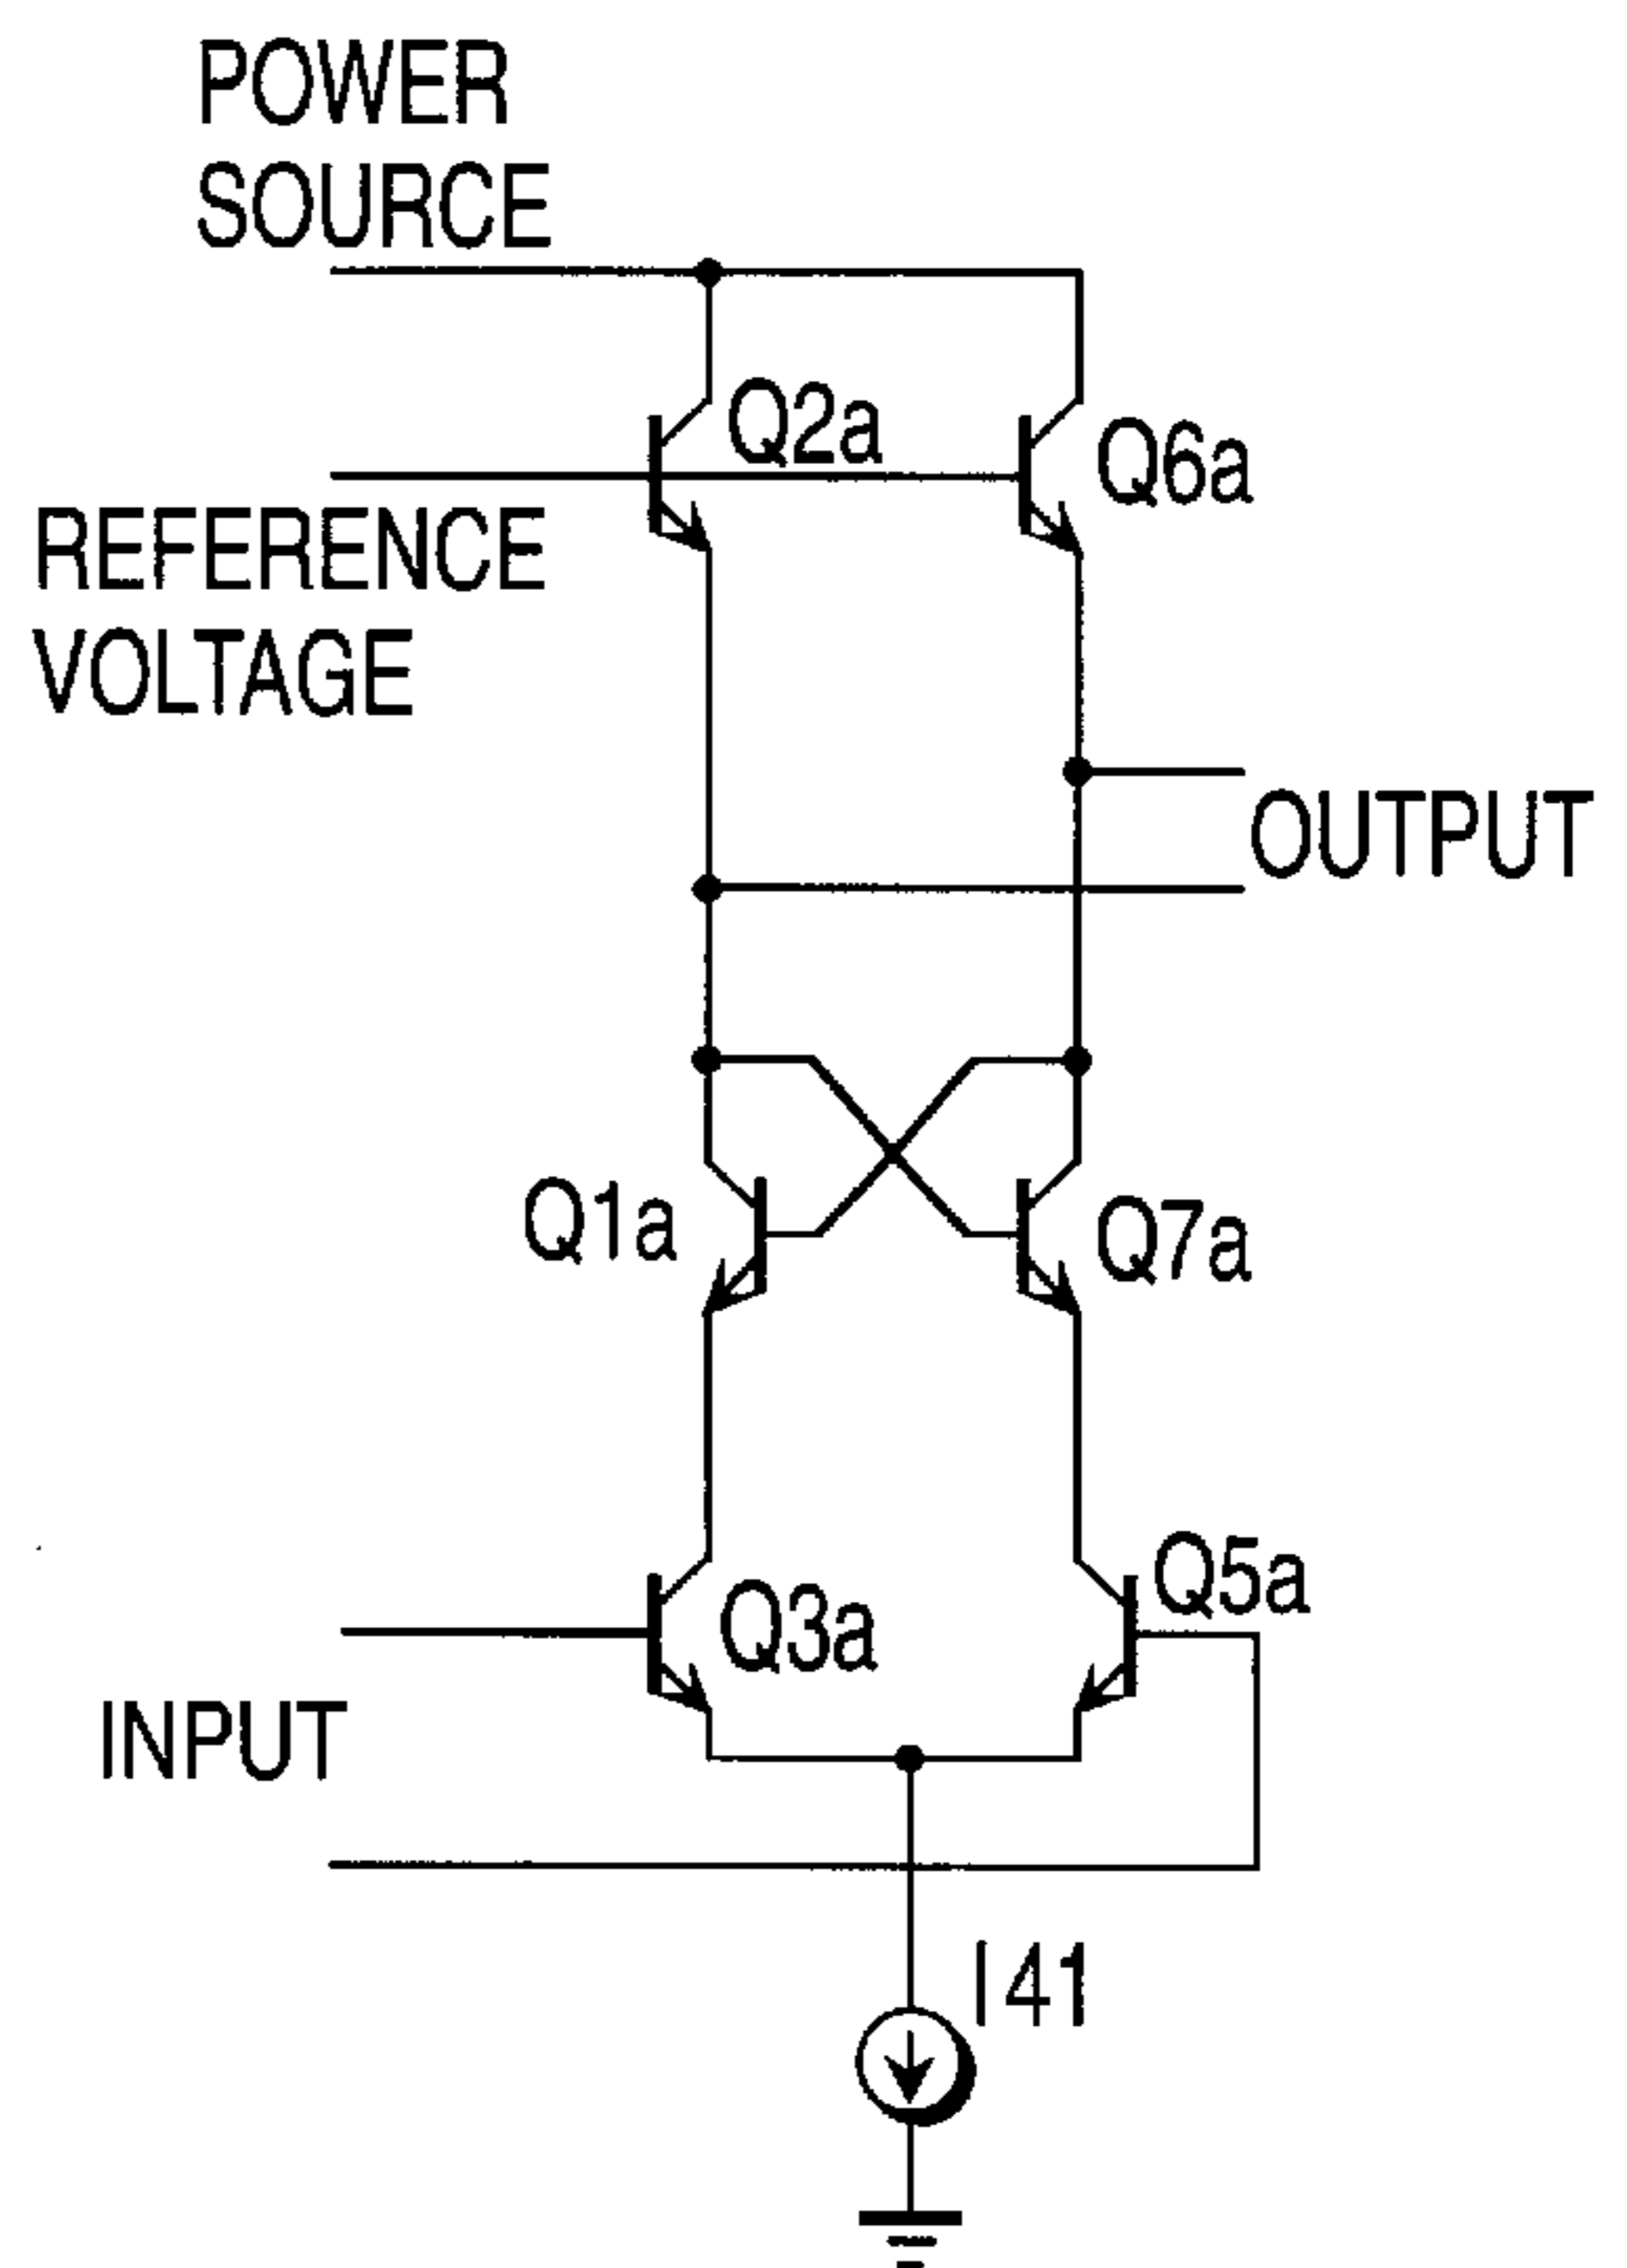 POWER
SOURCE
Q2a
Q6a
REFERENCE
VOLTAGE
OUTPUT
Q1a
Q7a
Q5a
Q3a
INPUT
I41